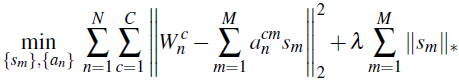 \min_{\{s_m\},\{a_n\}} \sum_{n=1}^{N} \sum_{c=1}^{C} \left\| W_n^c - \sum_{m=1}^{M} a_n^{cm} s_m \right\|_2^2 + \lambda \sum_{m=1}^{M} \|s_m\|_*